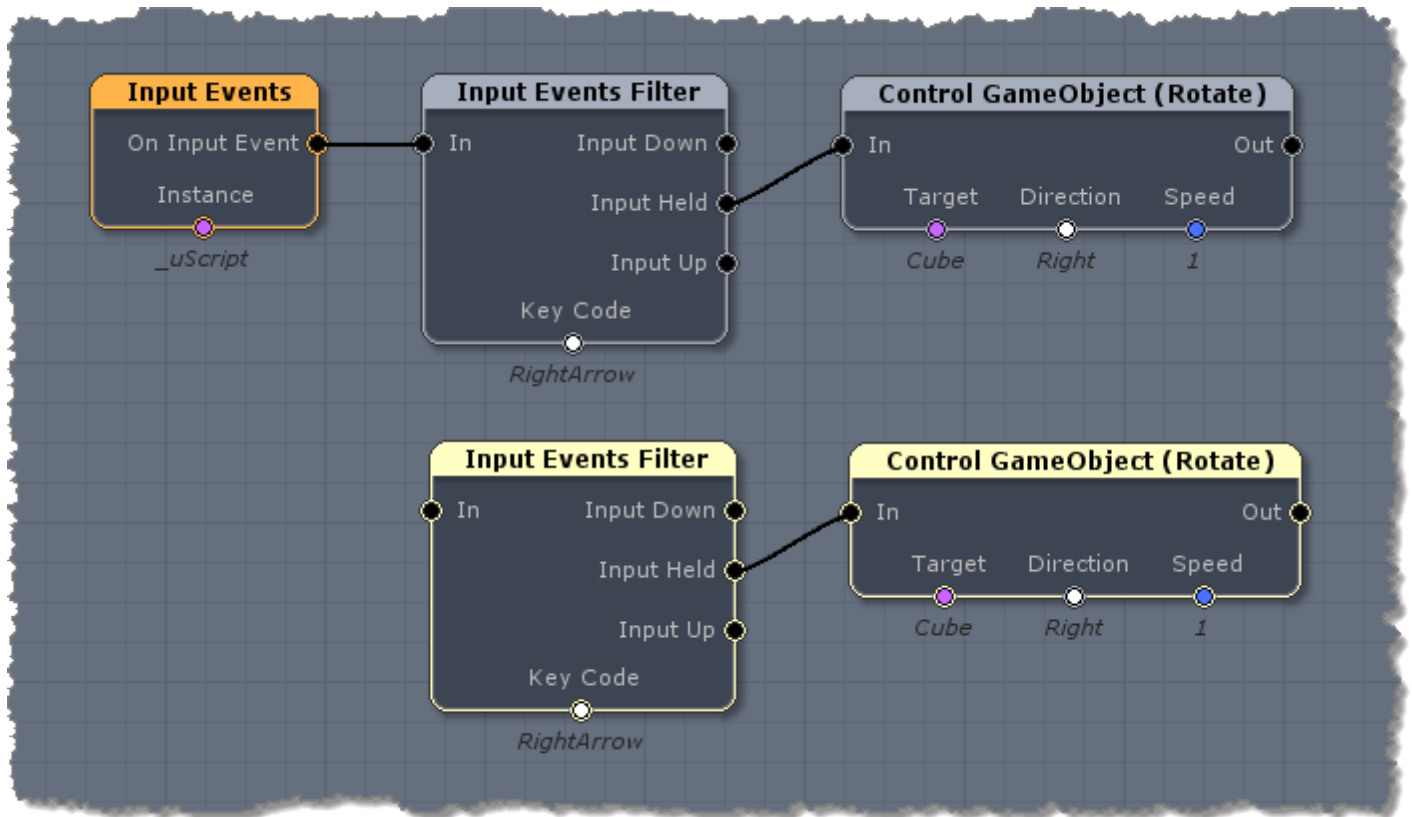 Input Events
On Input Event
Instance
_uScript
Input Events Filter
In Input Down
Input Held
Input Up
Key Code
RightArrow
Control GameObject (Rotate)
In Out
Target Direction Speed
Cube Right 1
Input Events Filter
In Input Down
Input Held
Input Up
Key Code
RightArrow
Control GameObject (Rotate)
In Out
Target Direction Speed
Cube Right 1